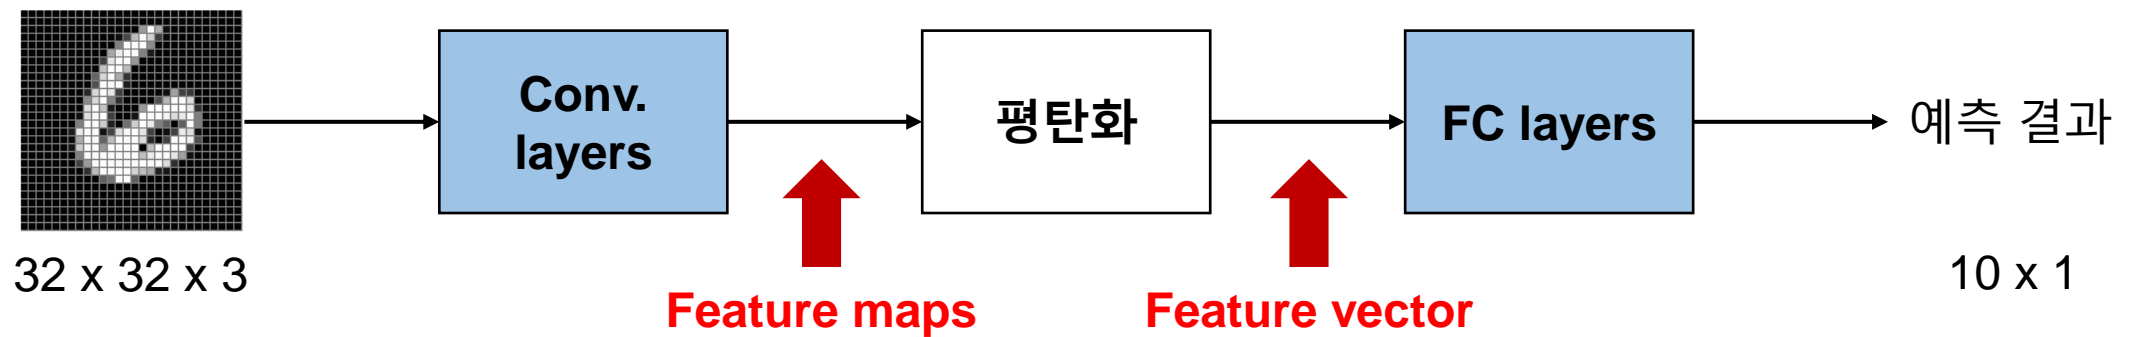 Conv.
layers
평탄화
FC layers
예측 결과
32 x 32 x 3
10 x 1
Feature maps
Feature vector